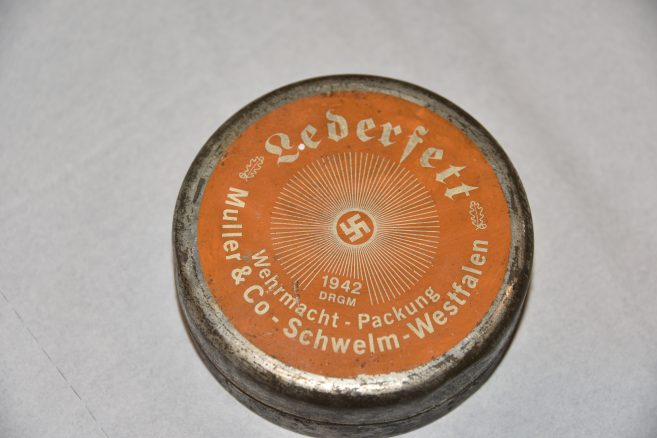 Lederfett
1942
DRGM
Wehrmacht - Packung
Muller & Co - Schwelm - Westfalen